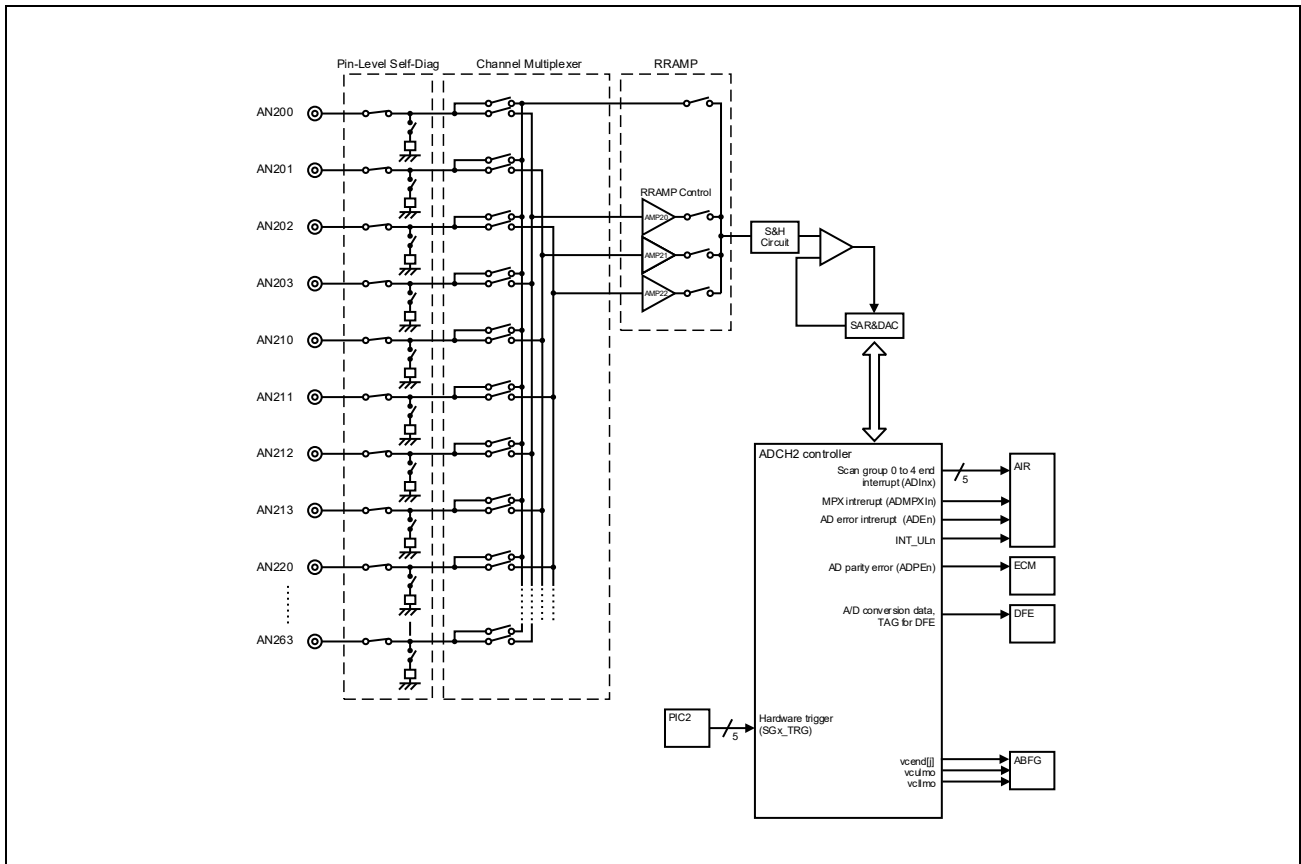 Pin-Level Self-Diag
Channel Multiplexer
RRAMP
AN200
AN201
AN202
AN203
AN210
AN211
AN212
AN213
AN220
AN263
RRAMP Control
AMP20
AMP21
AMP22
S&H
Circuit
SAR&DAC
ADCH2 controller
Scan group 0 to 4 end
interrupt (ADInx)
5
AIR
MPX intrerupt (ADMPXIn)
AD error intrerupt (ADEn)
INT_ULn
AD parity error (ADPEn)
ECM
A/D conversion data,
TAG for DFE
DFE
PIC2
5
Hardware trigger
(SGx_TRG)
vcend[j]
vculmo
vcllmo
ABFG